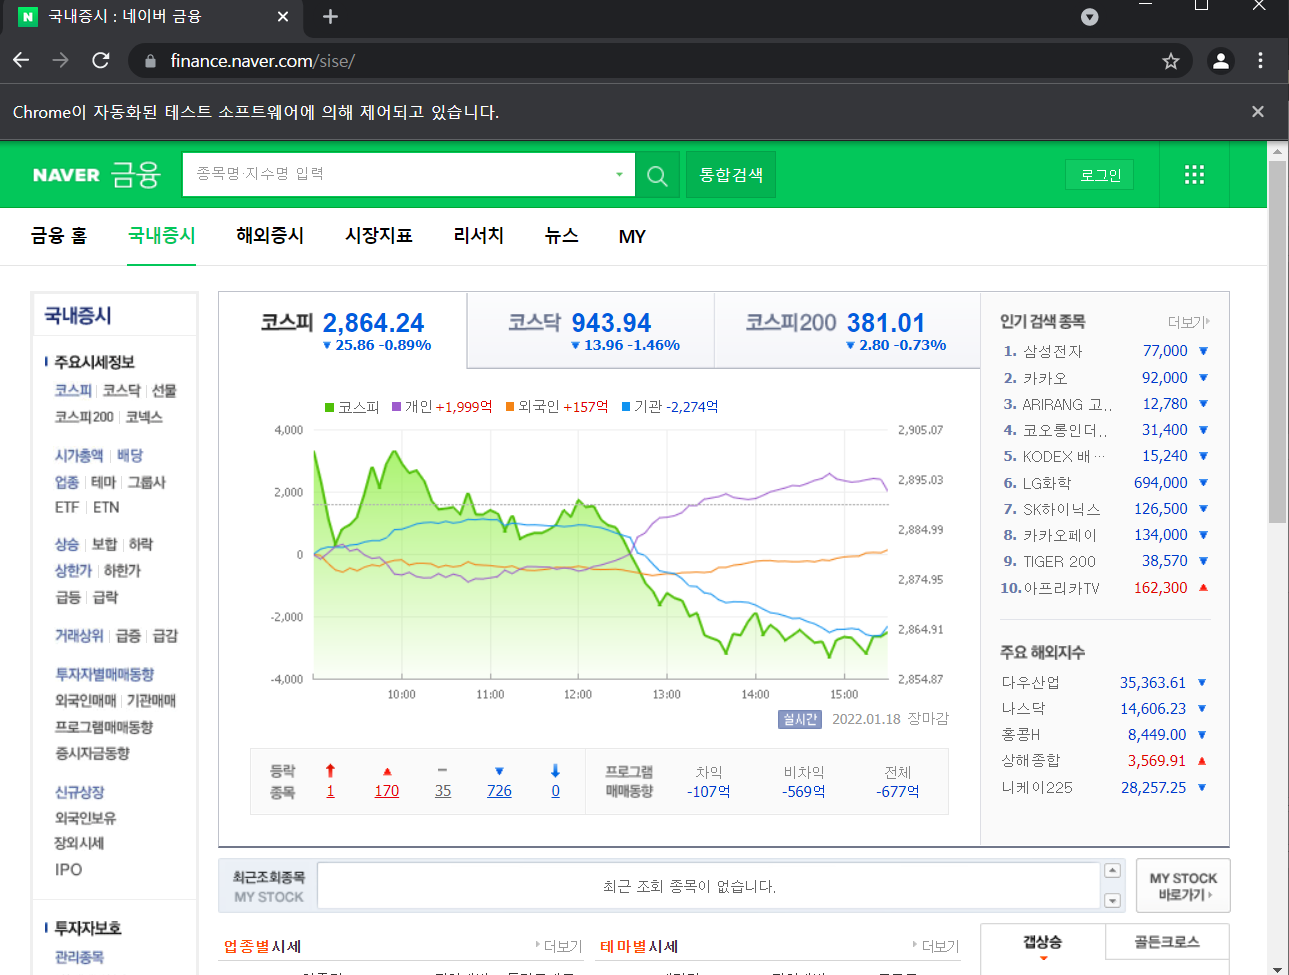 국내증시 : 네이버 금융
finance.naver.com/sise/
Chrome이 자동화된 테스트 소프트웨어에 의해 제어되고 있습니다.
NAVER 금융
종목명·지수명 입력
통합검색
로그인
금융 홈 국내증시 해외증시 시장지표 리서치 뉴스 MY
국내증시
주요시세정보
코스피 코스닥 선물
코스피200 코넥스
시가총액 배당
업종 테마 그룹사
ETF ETN
상승 보합 하락
상한가 하한가
급등 급락
거래상위 급증 급감
투자자별매매동향
외국인매매 기관매매
프로그램매매동향
증시자금동향
신규상장
외국인보유
장외시세
IPO
투자자보호
관리종목
코스피 2,864.24
▼ 25.86 -0.89%
코스닥 943.94
▼ 13.96 -1.46%
코스피200 381.01
▼ 2.80 -0.73%
코스피 개인 +1,999억 외국인 +157억 기관 -2,274억
4,000
2,000
0
-2,000
-4,000
2,905.07
2,895.03
2,884.99
2,874.95
2,864.91
2,854.87
10:00 11:00 12:00 13:00 14:00 15:00
실시간 2022.01.18 장마감
등락
종목
1 170 35 726 0
프로그램
매매동향
차익 비차익 전체
-107억 -569억 -677억
인기 검색 종목 더보기
1. 삼성전자 77,000 ▼
2. 카카오 92,000 ▼
3. ARIRANG 고.. 12,780 ▼
4. 코오롱인더.. 31,400 ▼
5. KODEX 배… 15,240 ▼
6. LG화학 694,000 ▼
7. SK하이닉스 126,500 ▼
8. 카카오페이 134,000 ▼
9. TIGER 200 38,570 ▼
10. 아프리카TV 162,300 ▲
주요 해외지수
다우산업 35,363.61 ▼
나스닥 14,606.23 ▼
홍콩H 8,449.00 ▼
상해종합 3,569.91 ▲
니케이225 28,257.25 ▼
최근조회종목
MY STOCK
최근 조회 종목이 없습니다.
MY STOCK
바로가기
업종별시세 더보기
테마별시세 더보기
갭상승 골든크로스